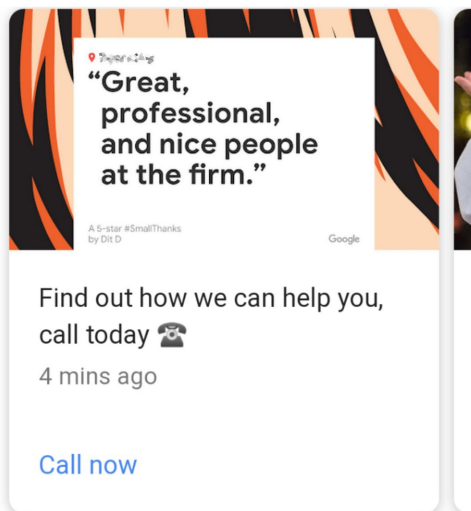 “Great,
professional,
and nice people
at the firm.”
A 5-star #SmallThanks
by Dit D
Google
Find out how we can help you,
call today ☎
4 mins ago
Call now